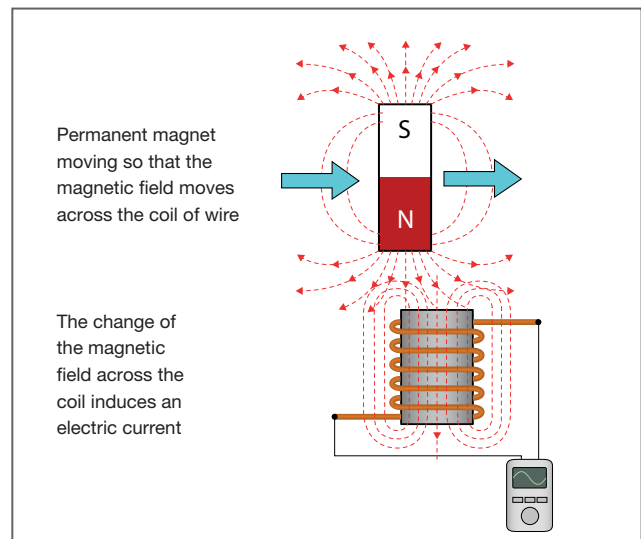 Permanent magnet
moving so that the
magnetic field moves
across the coil of wire
S
N
The change of
the magnetic
field across the
coil induces an
electric current